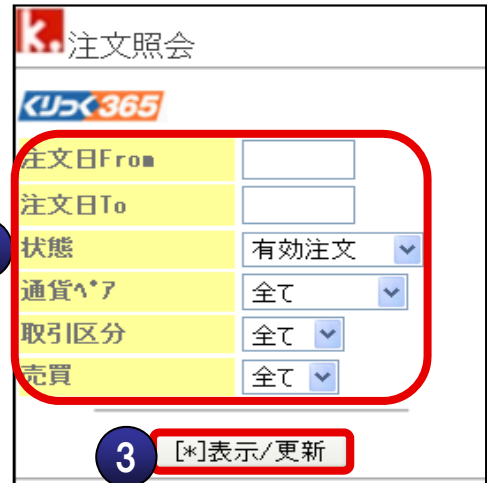 k. 注文照会
くりっく365
注文日From
注文日To
状態 有効注文
通貨ﾍﾟｱ 全て
取引区分 全て
売買 全て
3 [*]表示/更新